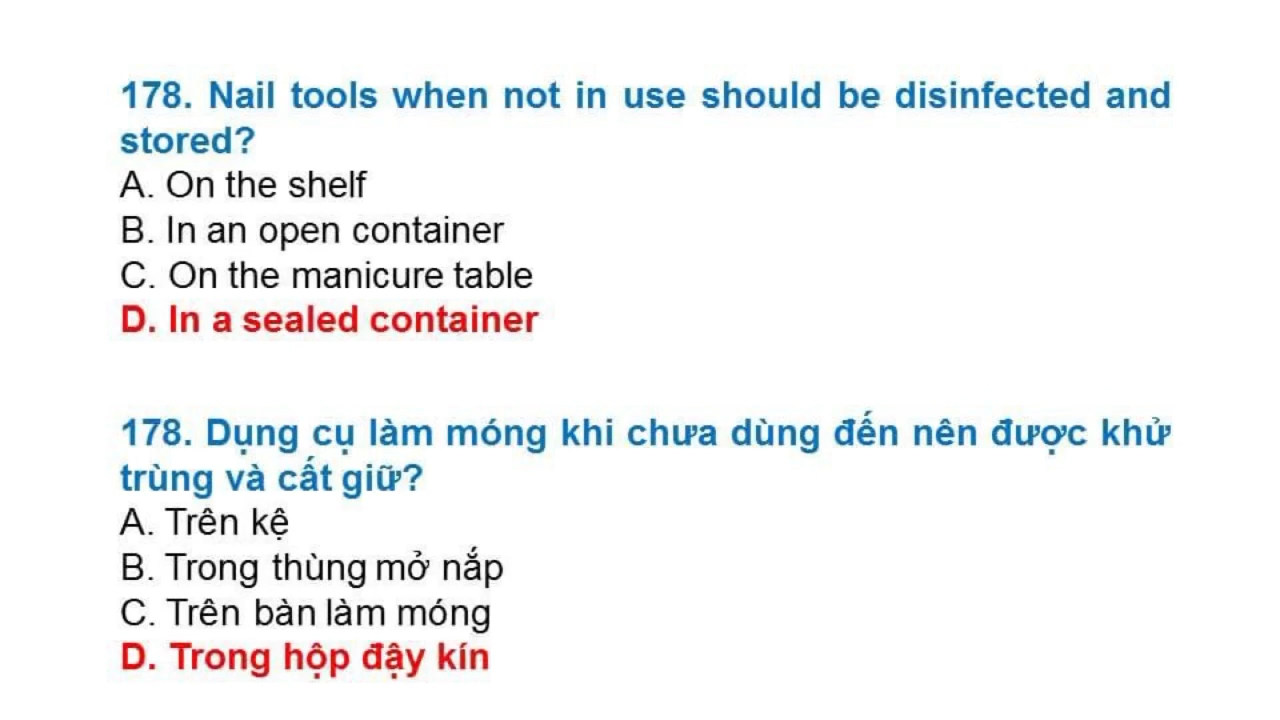 178. Nail tools when not in use should be disinfected and
stored?
A. On the shelf
B. In an open container
C. On the manicure table
D. In a sealed container
178. Dụng cụ làm móng khi chưa dùng đến nên được khử
trùng và cất giữ?
A. Trên kệ
B. Trong thùng mở nắp
C. Trên bàn làm móng
D. Trong hộp đậy kín